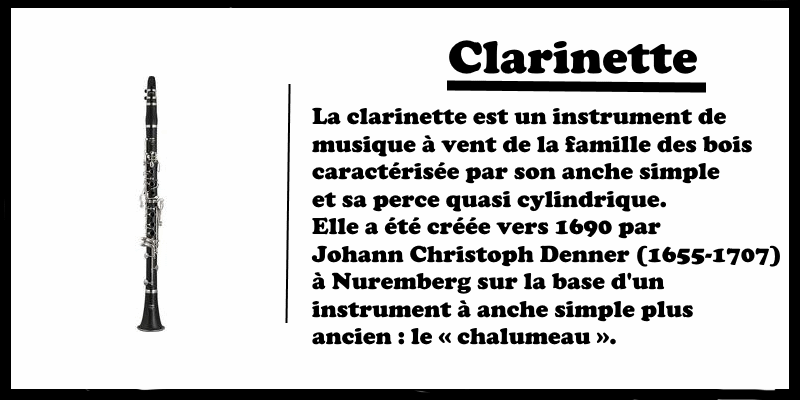 Clarinette
La clarinette est un instrument de
musique à vent de la famille des bois
caractérisée par son anche simple
et sa perce quasi cylindrique.
Elle a été créée vers 1690 par
Johann Christoph Denner (1655-1707)
à Nuremberg sur la base d'un
instrument à anche simple plus
ancien : le « chalumeau ».